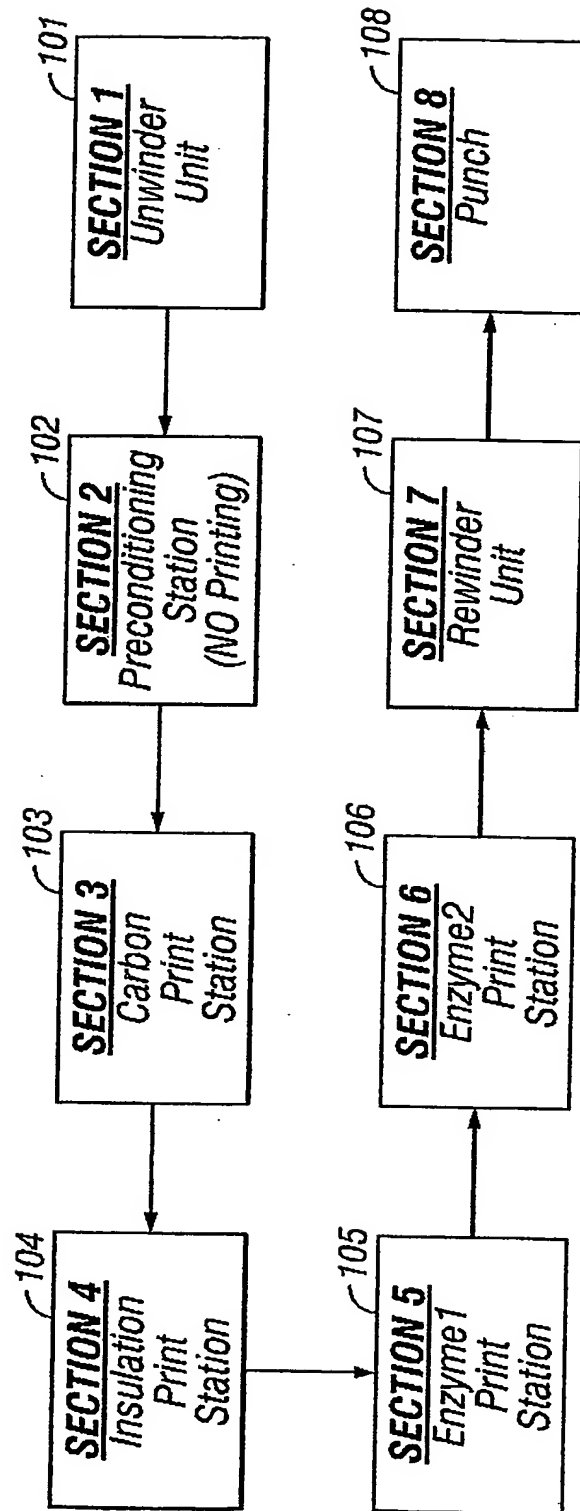 101
SECTION 1
Unwinder
Unit
102
SECTION 2
Preconditioning
Station
(NO Printing)
103
SECTION 3
Carbon
Print
Station
104
SECTION 4
Insulation
Print
Station
105
SECTION 5
Enzyme1
Print
Station
106
SECTION 6
Enzyme2
Print
Station
107
SECTION 7
Rewinder
Unit
108
SECTION 8
Punch